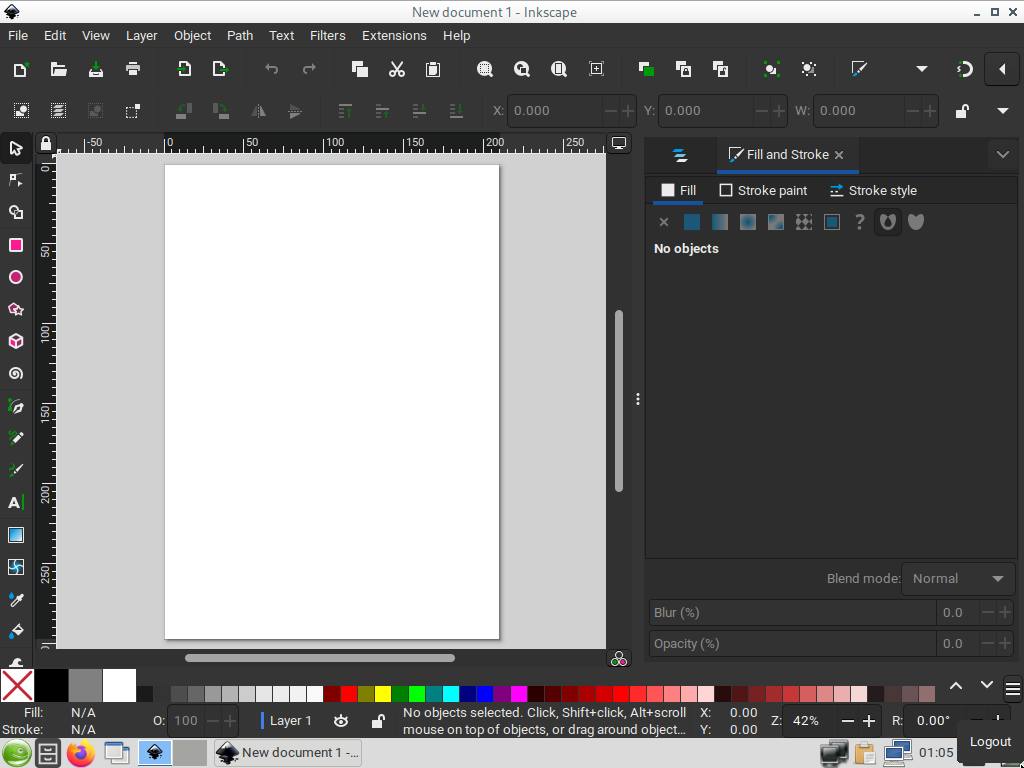 New document 1 - Inkscape
File Edit View Layer Object Path Text Filters Extensions Help
X: 0.000 Y: 0.000 W: 0.000
-50 0 50 100 150 200 250
Fill and Stroke
0 50 100 150 200 250
Fill Stroke paint Stroke style
?
No objects
Blend mode: Normal
Blur (%) 0.0
Opacity (%) 0.0
Fill: N/A
Stroke: N/A
O: 100
Layer 1
No objects selected. Click, Shift+click, Alt+scroll
mouse on top of objects, or drag around object...
X: 0.00
Y: 0.00
Z: 42%
R: 0.00°
New document 1 -...
01:05
Logout